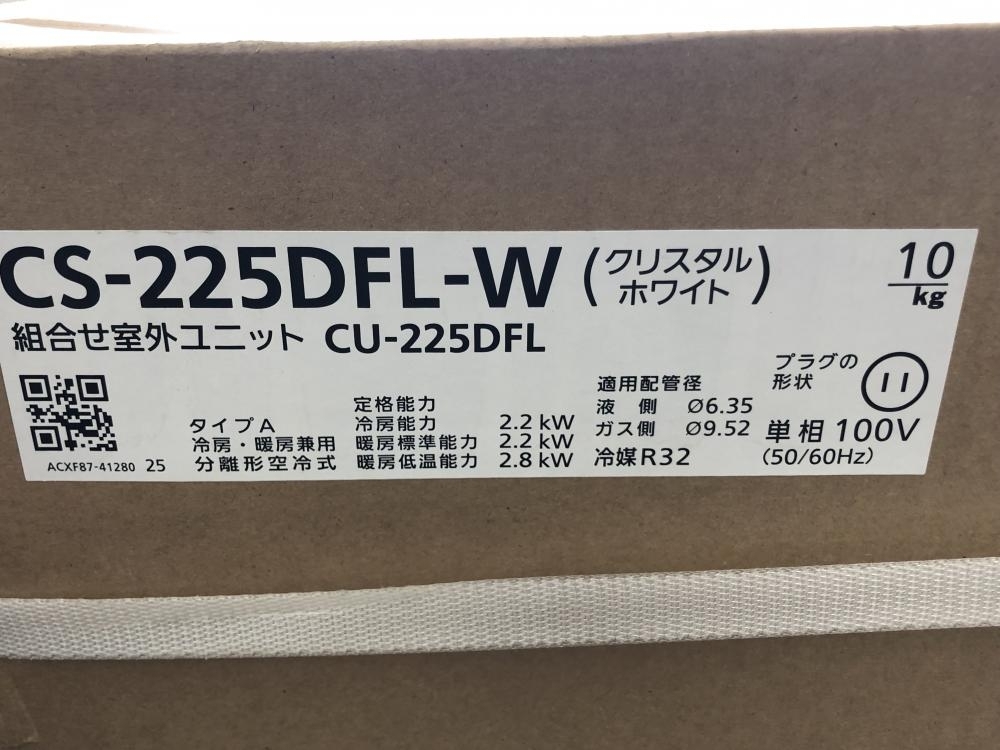 CS-225DFL-W (クリスタルホワイト) 10 kg
組合せ室外ユニット CU-225DFL
ACXF87-41280 25
タイプA
冷房・暖房兼用
分離形空冷式
定格能力
冷房能力 2.2 kW
暖房標準能力 2.2 kW
暖房低温能力 2.8 kW
適用配管径
液 側 Ø6.35
ガス側 Ø9.52
冷媒R32
プラグの
形状
単相 100V
(50/60Hz)